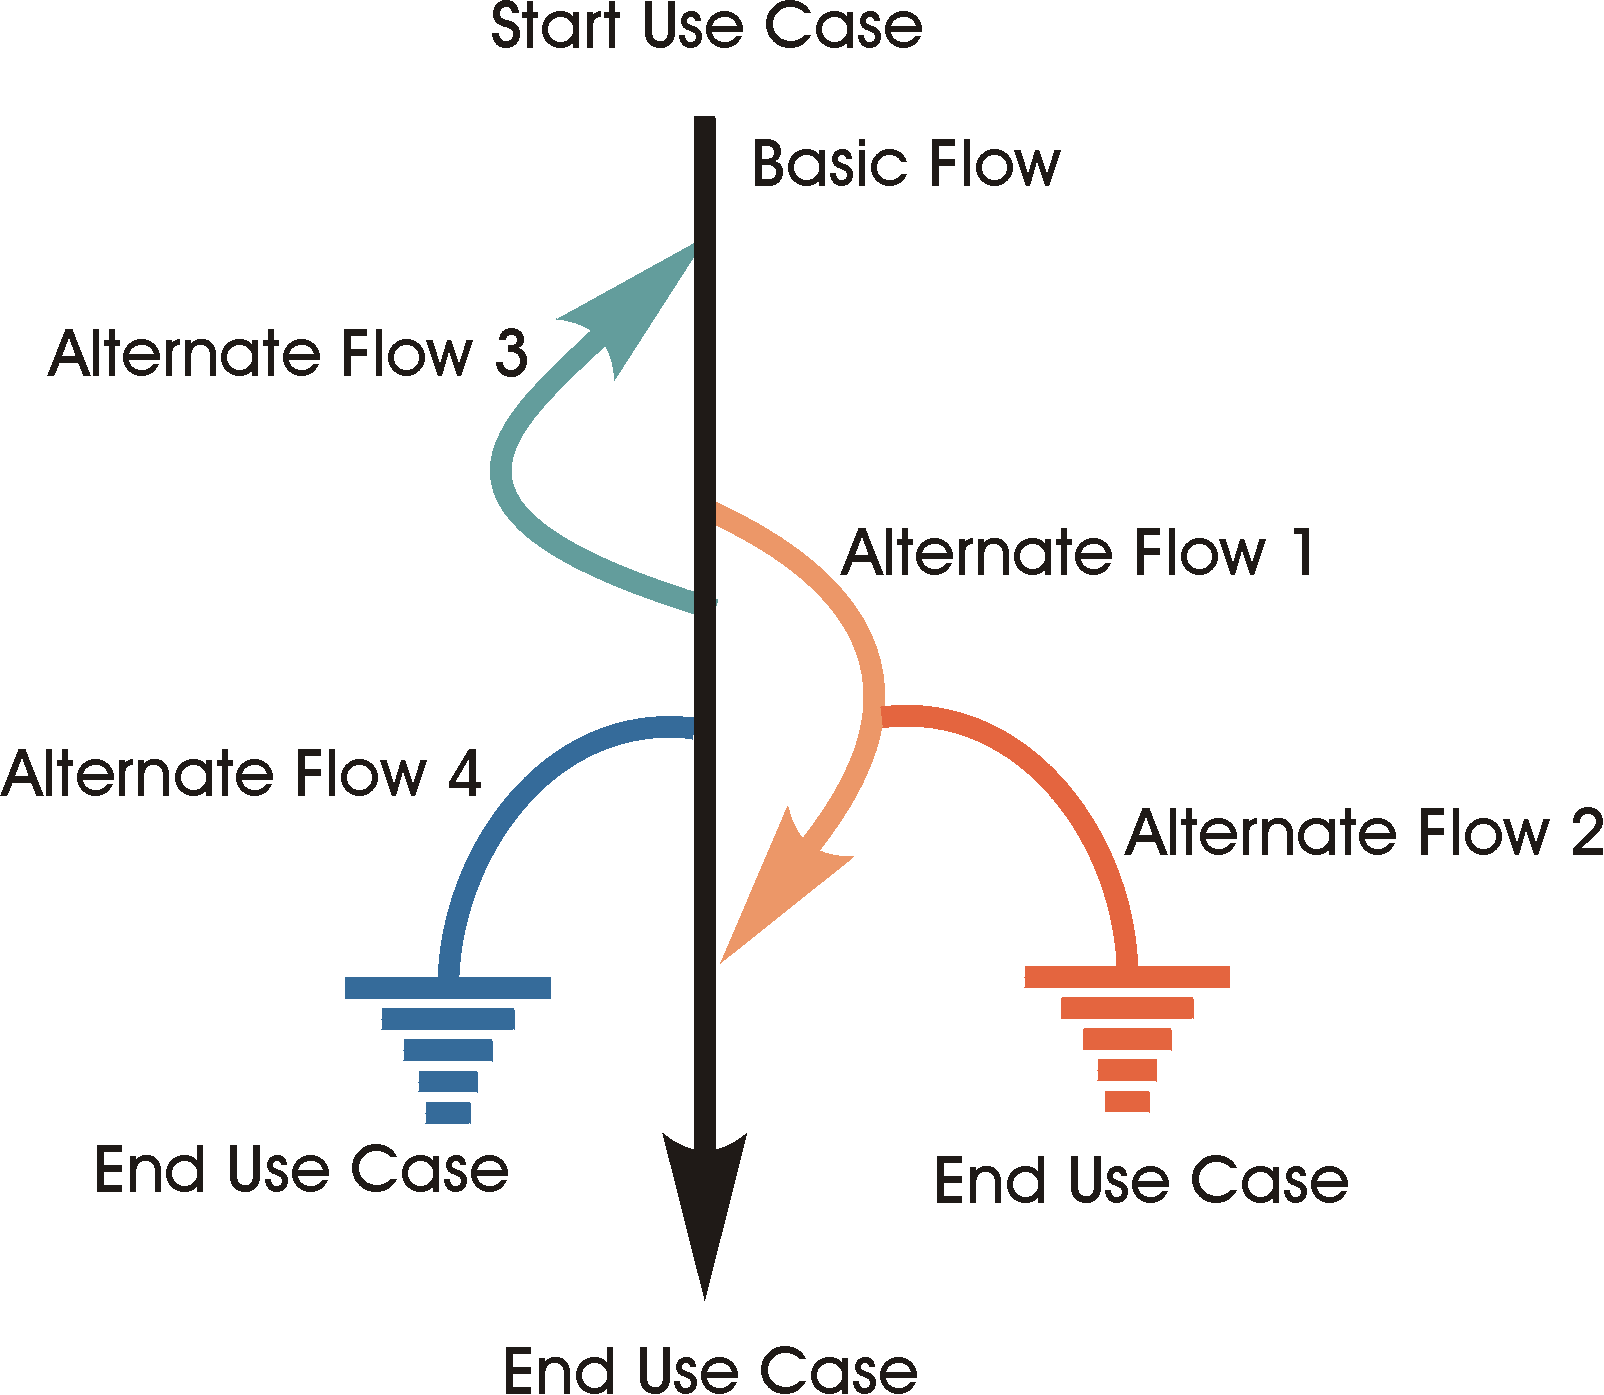 Start Use Case
Basic Flow
Alternate Flow 3
Alternate Flow 1
Alternate Flow 4
Alternate Flow 2
End Use Case
End Use Case
End Use Case